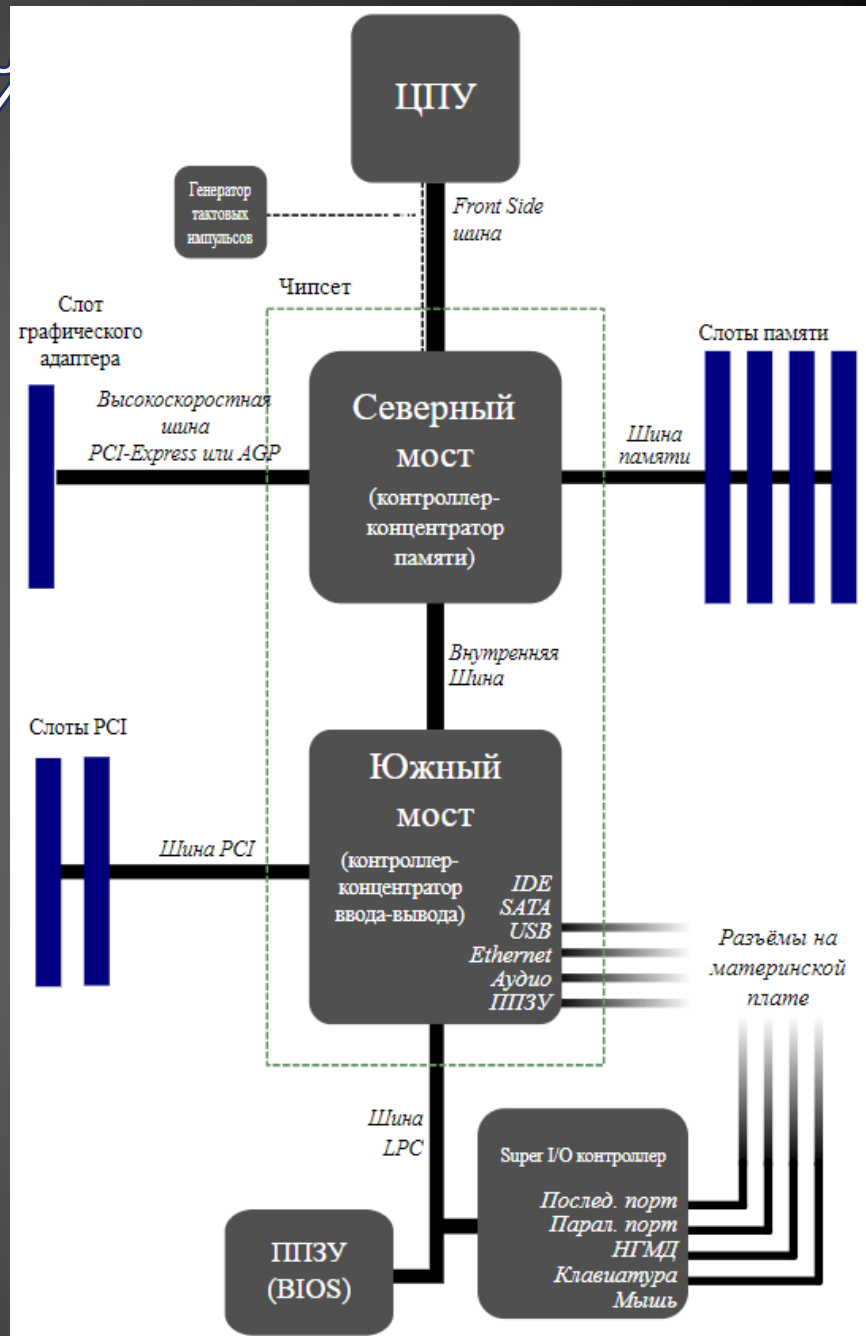 ЦПУ
Генератор
тактовых
импульсов
Front Side
шина
Чипсет
Слот
графического
адаптера
Слоты памяти
Высокоскоростная
шина
PCI-Express или AGP
Северный
мост
(контроллер-
концентратор
памяти)
Шина
памяти
Внутренняя
Шина
Слоты PCI
Южный
мост
(контроллер-
концентратор
ввода-вывода)
Шина PCI
IDE
SATA
USB
Ethernet
Аудио
ППЗУ
Разъёмы на
материнской
плате
Шина
LPC
Super I/O контроллер
Послед. порт
Парал. порт
НГМД
Клавиатура
Мышь
ППЗУ
(BIOS)